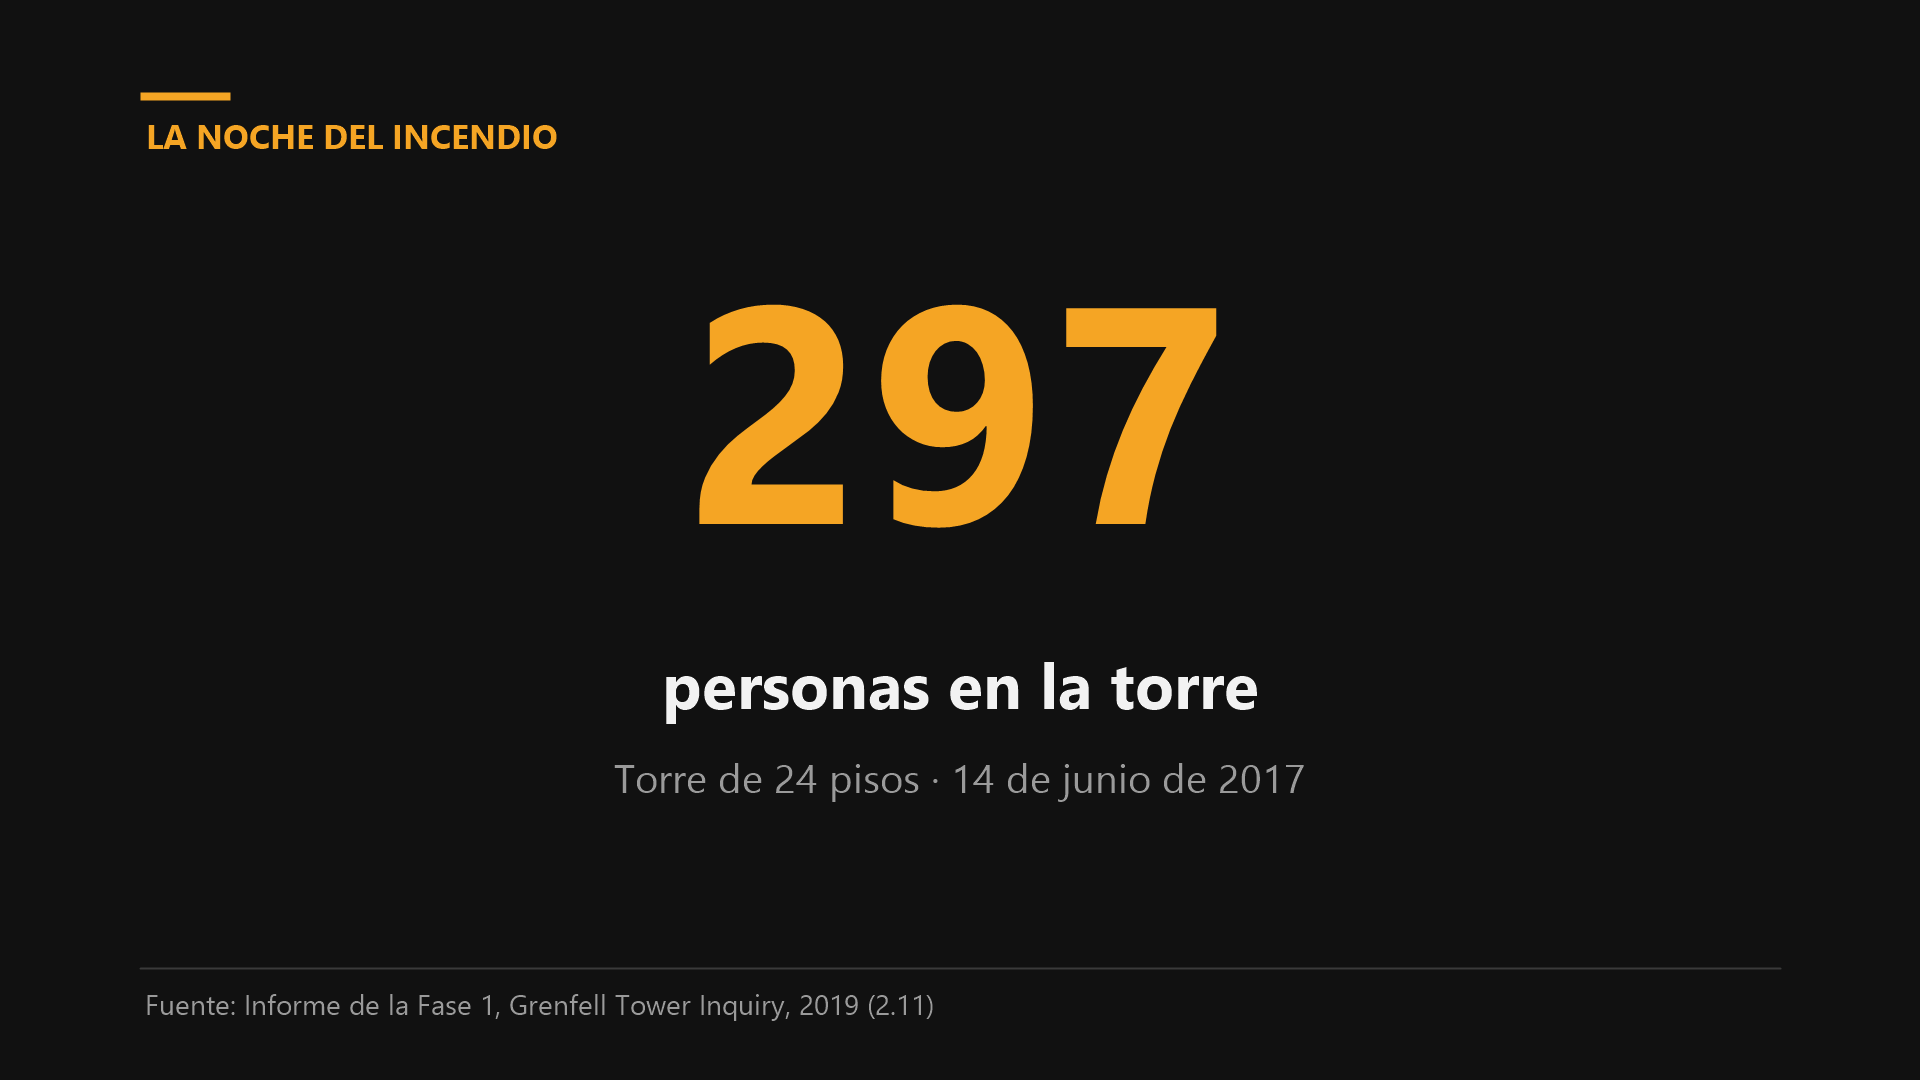 LA NOCHE DEL INCENDIO
297
personas en la torre
Torre de 24 pisos · 14 de junio de 2017
Fuente: Informe de la Fase 1, Grenfell Tower Inquiry, 2019 (2.11)